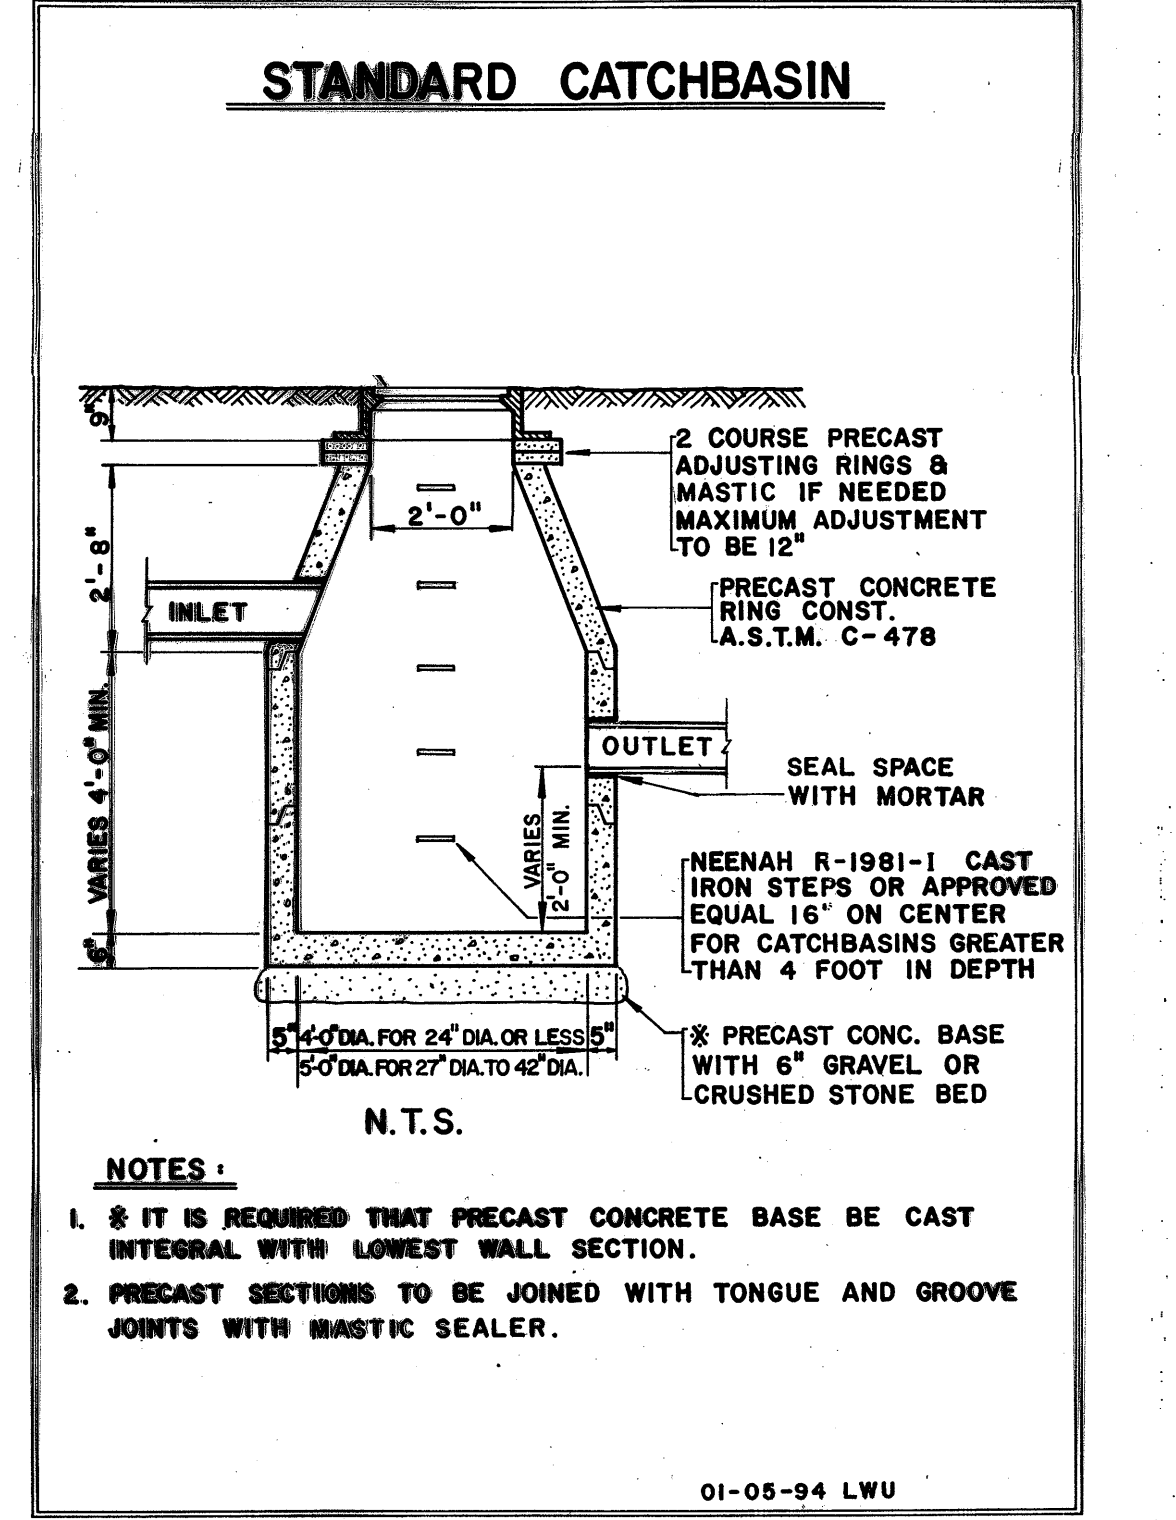 STANDARD CATCHBASIN
9"
2 COURSE PRECAST
ADJUSTING RINGS &
MASTIC IF NEEDED
MAXIMUM ADJUSTMENT
TO BE 12"
2'-0"
2'-8"
INLET
PRECAST CONCRETE
RING CONST.
A.S.T.M. C-478
VARIES 4'-0" MIN.
OUTLET
SEAL SPACE
WITH MORTAR
VARIES
2'-0" MIN.
NEENAH R-1981-I CAST
IRON STEPS OR APPROVED
EQUAL 16" ON CENTER
FOR CATCHBASINS GREATER
THAN 4 FOOT IN DEPTH
6"
5" 4'-0" DIA. FOR 24" DIA. OR LESS 5"
5'-0" DIA. FOR 27" DIA. TO 42" DIA.
※ PRECAST CONC. BASE
WITH 6" GRAVEL OR
CRUSHED STONE BED
N.T.S.
NOTES:
1. ※ IT IS REQUIRED THAT PRECAST CONCRETE BASE BE CAST
INTEGRAL WITH LOWEST WALL SECTION.
2. PRECAST SECTIONS TO BE JOINED WITH TONGUE AND GROOVE
JOINTS WITH MASTIC SEALER.
01-05-94 LWU